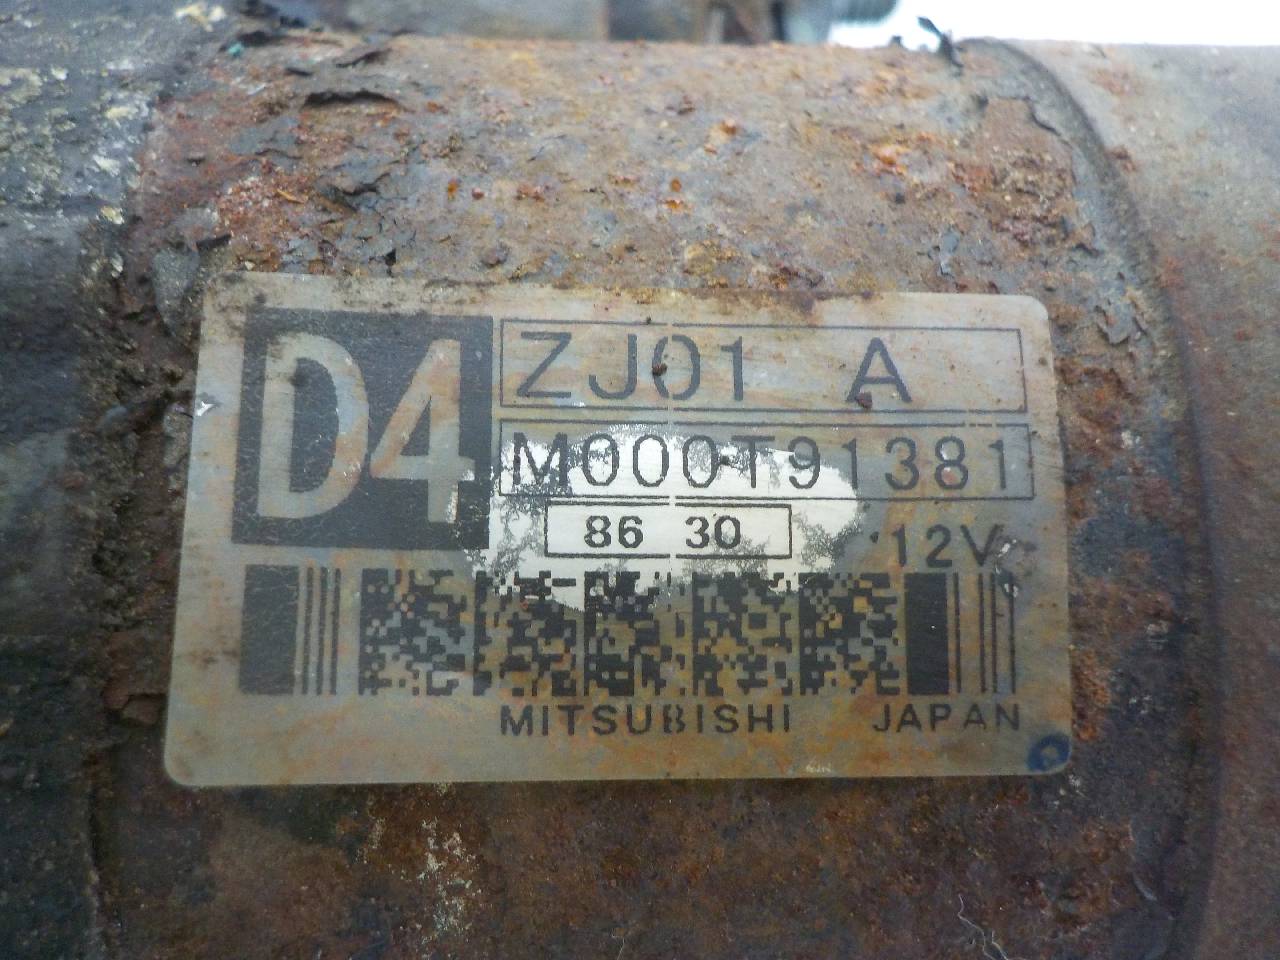 D4
ZJ01 A
M000T91381
86 30
12V
MITSUBISHI JAPAN